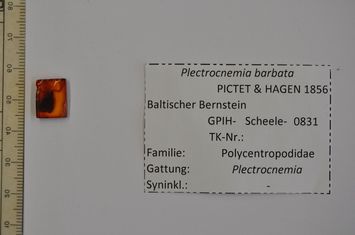 Plectrocnemia barbata
PICTET & HAGEN 1856
Baltischer Bernstein
GPIH- Scheele- 0831
TK-Nr.:
Familie: Polycentropodidae
Gattung: Plectrocnemia
Syninkl.: -